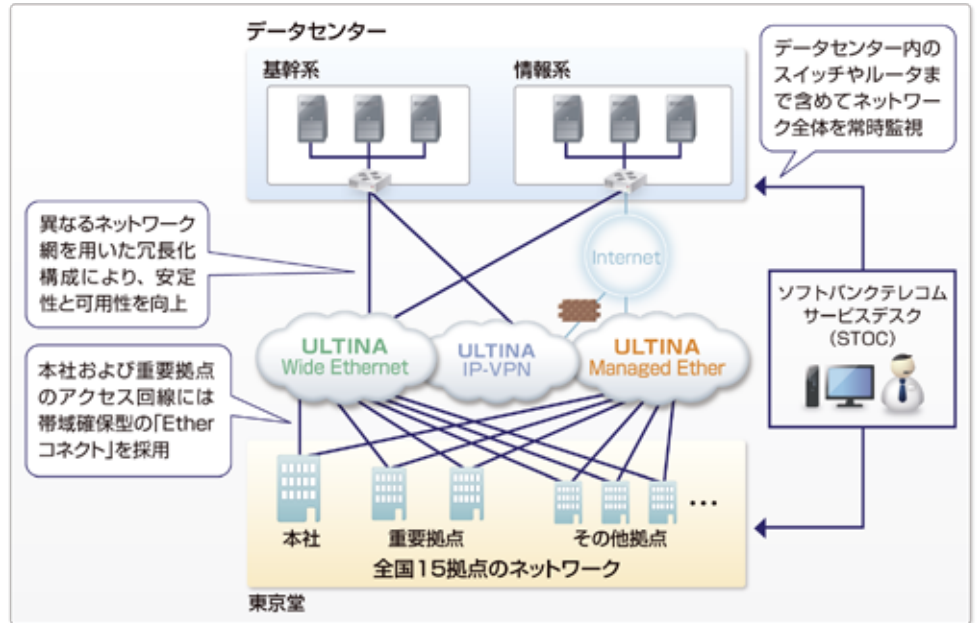 データセンター
基幹系
情報系
データセンター内の
スイッチやルータま
で含めてネットワー
ク全体を常時監視
異なるネットワーク
網を用いた冗長化
構成により、安定
性と可用性を向上
Internet
ソフトバンクテレコム
サービスデスク
(STOC)
ULTINA
Wide Ethernet
ULTINA
IP-VPN
ULTINA
Managed Ether
本社および重要拠点
のアクセス回線には
帯域確保型の「Ether
コネクト」を採用
本社
重要拠点
その他拠点
…
全国15拠点のネットワーク
東京堂